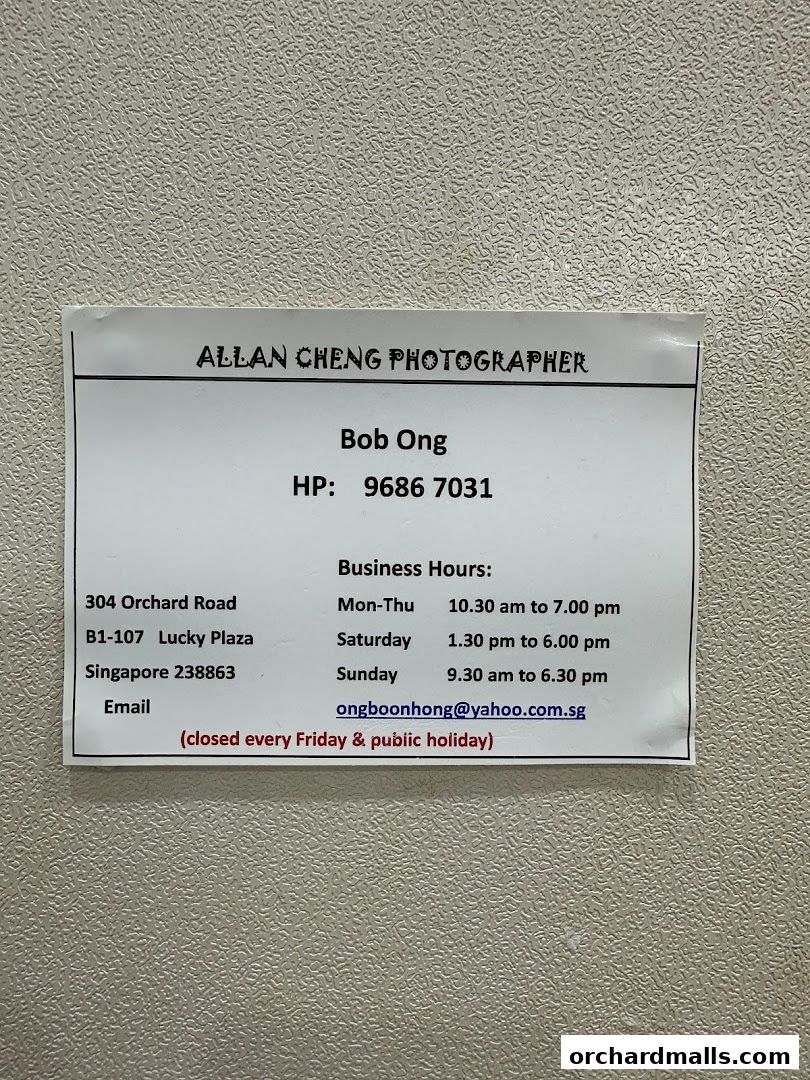 ALLAN CHENG PHOTOGRAPHER
Bob Ong
HP: 9686 7031
Business Hours:
304 Orchard Road Mon-Thu 10.30 am to 7.00 pm
B1-107 Lucky Plaza Saturday 1.30 pm to 6.00 pm
Singapore 238863 Sunday 9.30 am to 6.30 pm
Email ongboonhong@yahoo.com.sg
(closed every Friday & public holiday)
orchardmalls.com